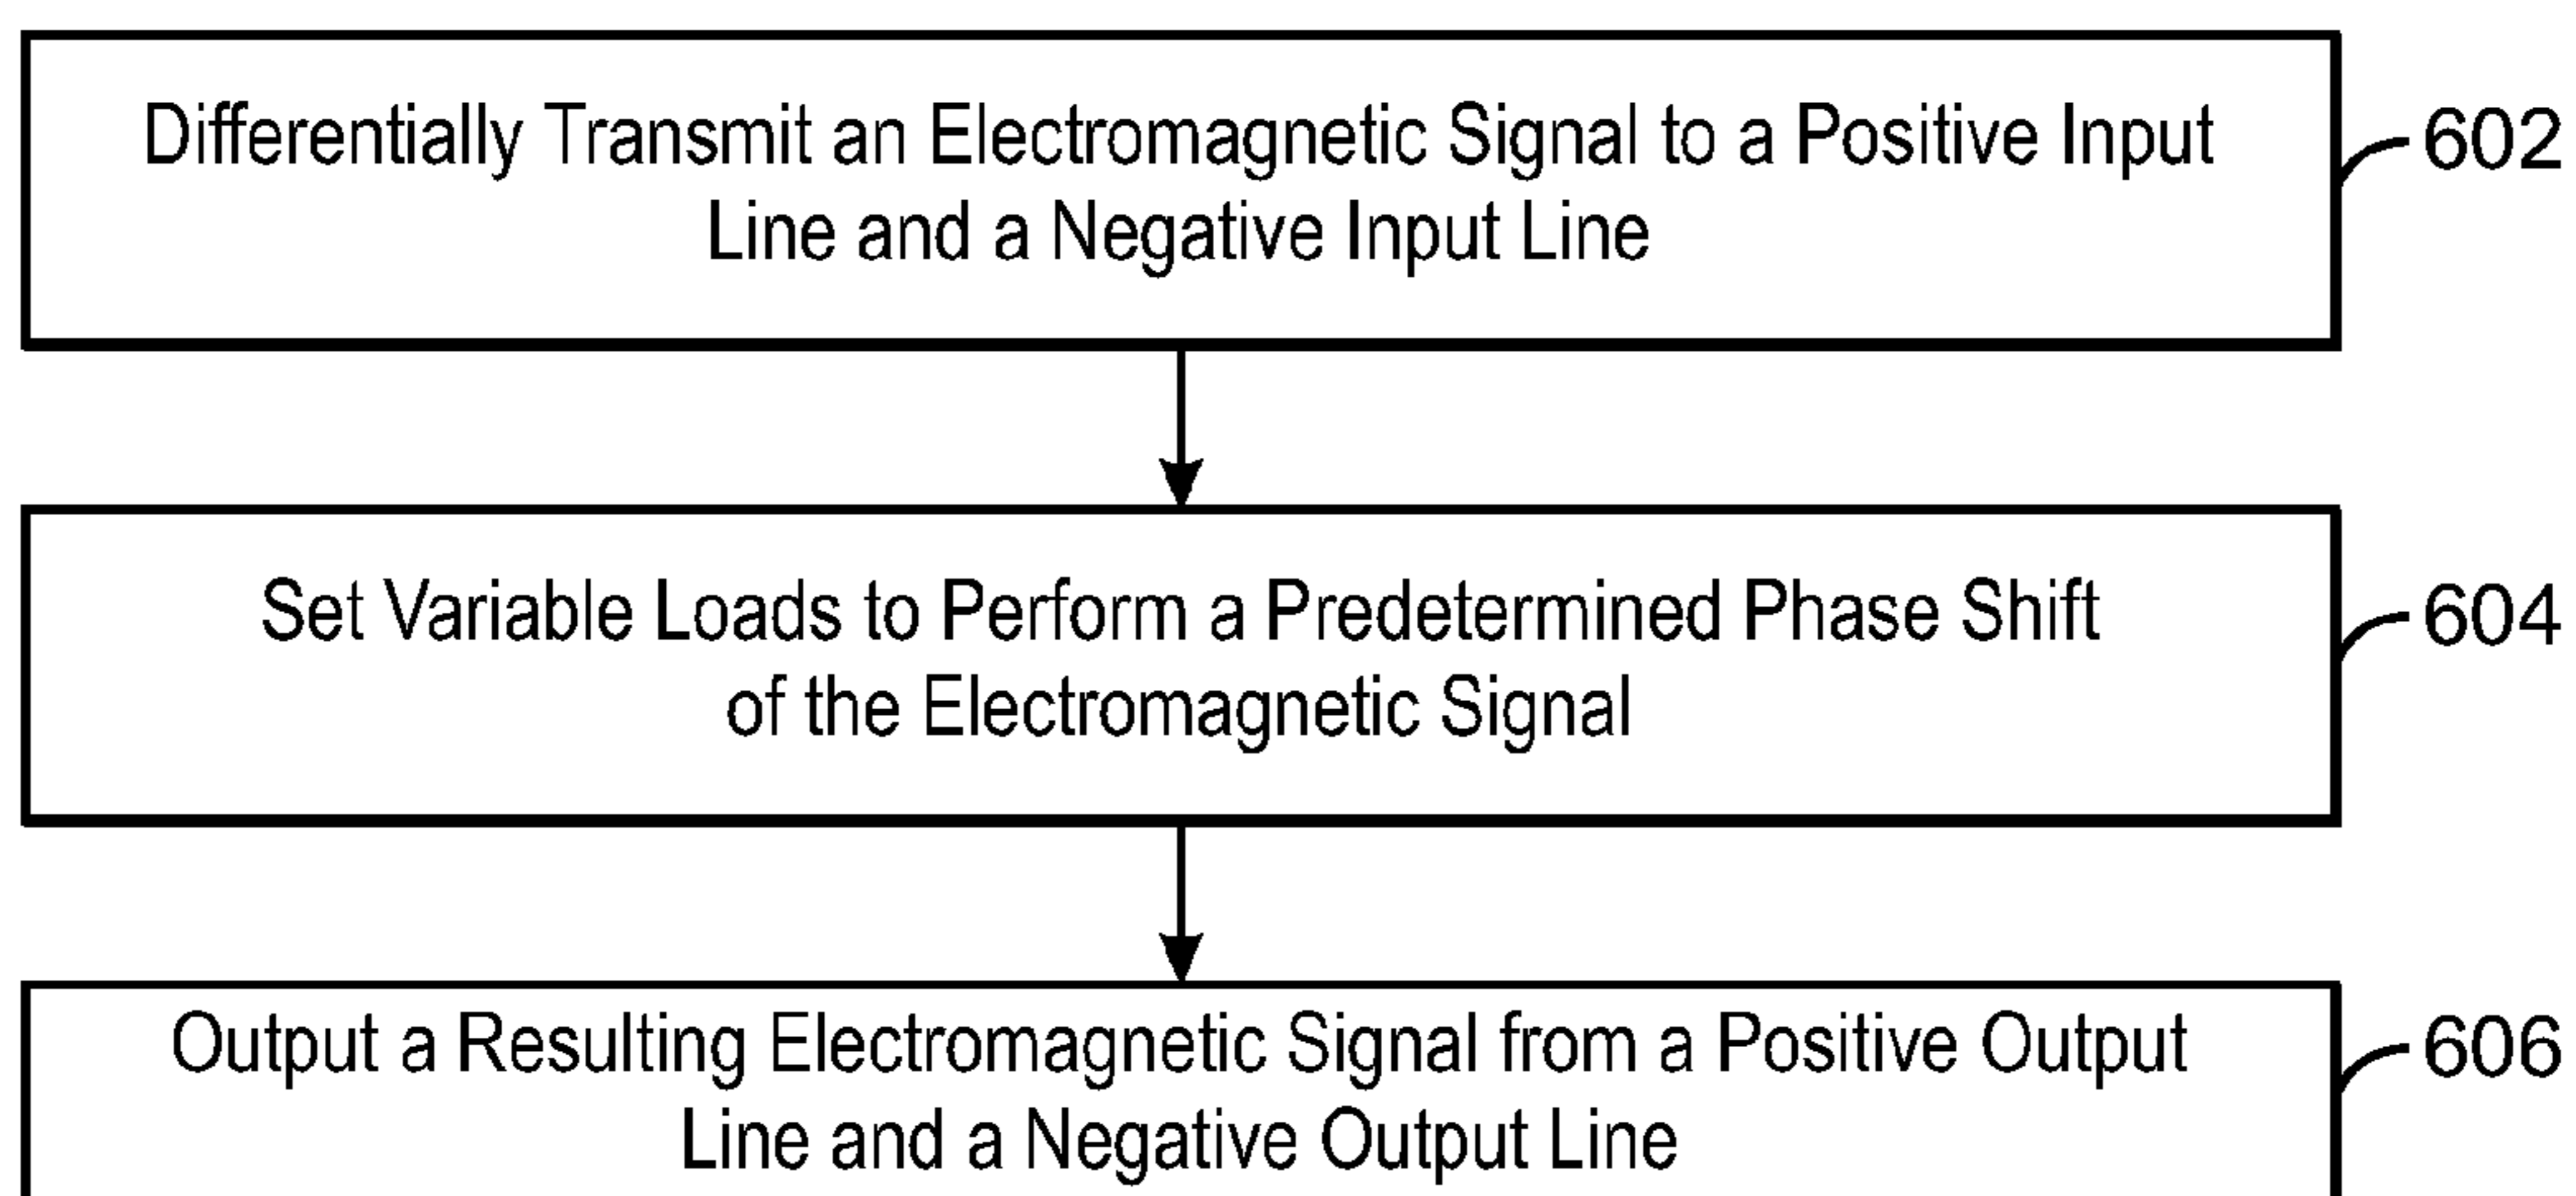 Differentially Transmit an Electromagnetic Signal to a Positive Input
Line and a Negative Input Line
602
Set Variable Loads to Perform a Predetermined Phase Shift
of the Electromagnetic Signal
604
Output a Resulting Electromagnetic Signal from a Positive Output
Line and a Negative Output Line
606